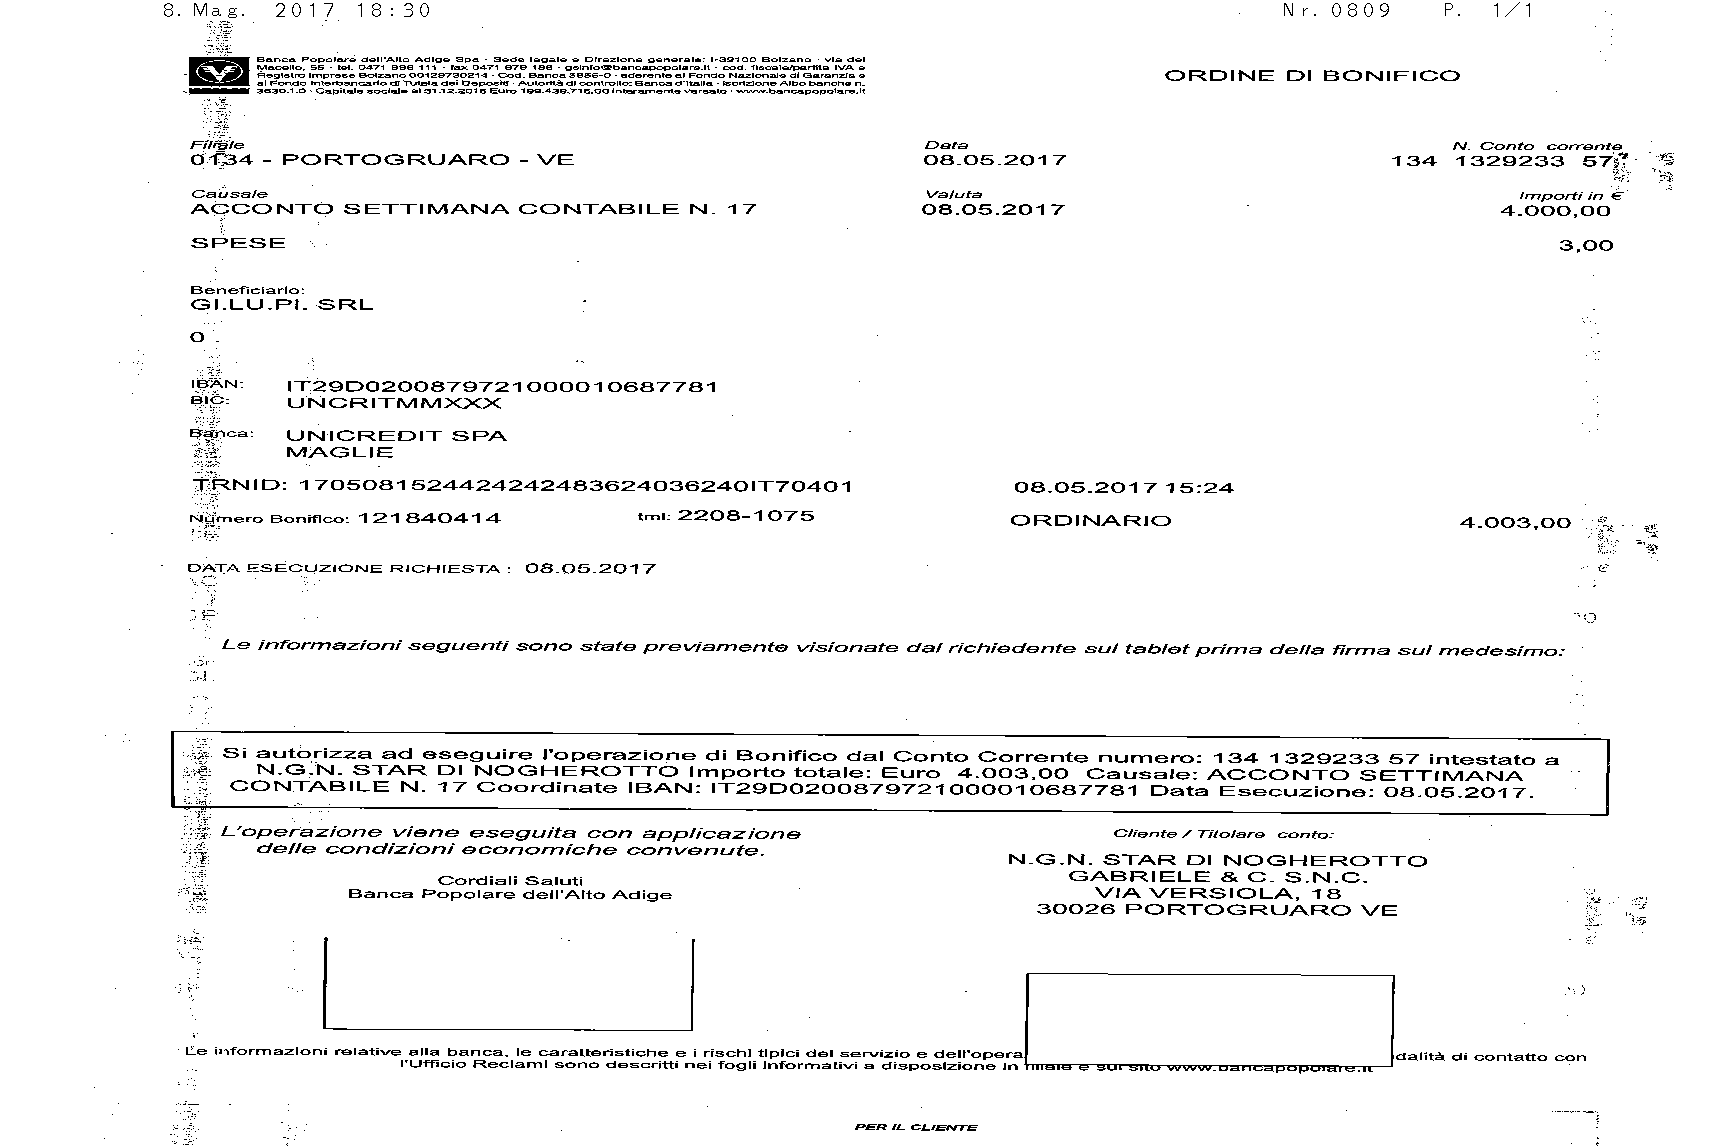 8. Mag. 2017 18:30 Nr. 0809 P. 1/1
Banca Popolare dell'Alto Adige Spa - Sede legale e Direzione generale: I-39100 Bolzano - via del
Macello, 55 - tel. 0471 996 111 - fax 0471 979 188 - gsinfo@bancapopolare.it - cod. fiscale/partita IVA e
Registro Imprese Bolzano 00129730214 - Cod. Banca 5856-0 - aderente al Fondo Nazionale di Garanzia e
al Fondo Interbancario di Tutela dei Depositi - Autorità di controllo: Banca d'Italia - Iscrizione Albo banche n.
3630.1.0 - Capitale sociale al 31.12.2016 Euro 199.439.716,00 interamente versato - www.bancapopolare.it
ORDINE DI BONIFICO
Filiale Data N. Conto corrente
0134 - PORTOGRUARO - VE 08.05.2017 134 1329233 57
Causale Valuta Importi in €
ACCONTO SETTIMANA CONTABILE N. 17 08.05.2017 4.000,00
SPESE 3,00
Beneficiario:
GI.LU.PI. SRL
0
IBAN: IT29D0200879721000010687781
BIC: UNCRITMMXXX
Banca: UNICREDIT SPA
MAGLIE
TRNID: 1705081524424242483624036240IT70401 08.05.2017 15:24
Numero Bonifico: 121840414 tml: 2208-1075 ORDINARIO 4.003,00
DATA ESECUZIONE RICHIESTA : 08.05.2017
Le informazioni seguenti sono state previamente visionate dal richiedente sul tablet prima della firma sul medesimo:
Si autorizza ad eseguire l'operazione di Bonifico dal Conto Corrente numero: 134 1329233 57 intestato a
N.G.N. STAR DI NOGHEROTTO Importo totale: Euro 4.003,00 Causale: ACCONTO SETTIMANA
CONTABILE N. 17 Coordinate IBAN: IT29D0200879721000010687781 Data Esecuzione: 08.05.2017.
L'operazione viene eseguita con applicazione
delle condizioni economiche convenute.
Cordiali Saluti
Banca Popolare dell'Alto Adige
Cliente / Titolare conto:
N.G.N. STAR DI NOGHEROTTO
GABRIELE & C. S.N.C.
VIA VERSIOLA, 18
30026 PORTOGRUARO VE
Le informazioni relative alla banca, le caratteristiche e i rischi tipici del servizio e dell'opera dalità di contatto con
l'Ufficio Reclami sono descritti nei fogli informativi a disposizione in filiale e sul sito www.bancapopolare.it
PER IL CLIENTE